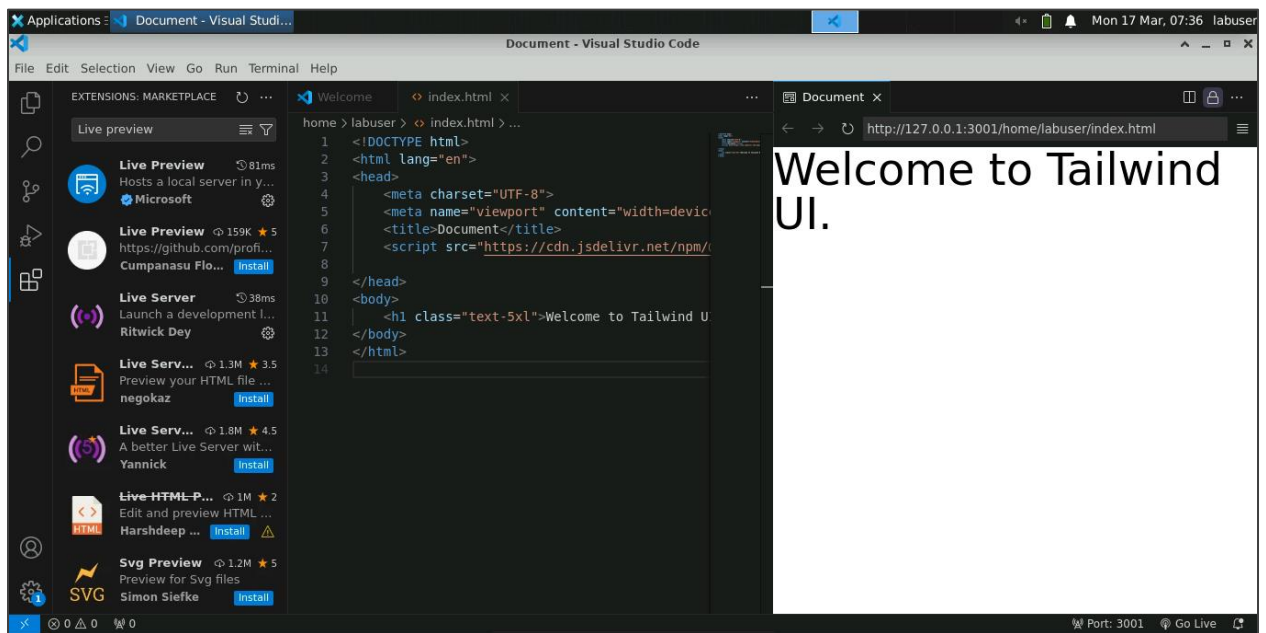 Applications
Document - Visual Studi...
Mon 17 Mar, 07:36 labuser
Document - Visual Studio Code
File Edit Selection View Go Run Terminal Help
EXTENSIONS: MARKETPLACE
Live preview
Live Preview 81ms
Hosts a local server in y...
Microsoft
Live Preview 159K ★ 5
https://github.com/profi...
Cumpanasu Flo... Install
Live Server 38ms
Launch a development l...
Ritwick Dey
Live Serv... 1.3M ★ 3.5
Preview your HTML file ...
negokaz Install
Live Serv... 1.8M ★ 4.5
A better Live Server wit...
Yannick Install
Live HTML P... 1M ★ 2
Edit and preview HTML ...
Harshdeep ... Install
Svg Preview 1.2M ★ 5
Preview for Svg files
Simon Siefke Install
HTML
HTML
SVG
1
Welcome
index.html
home > labuser > index.html > ...
1 <!DOCTYPE html>
2 <html lang="en">
3 <head>
4 <meta charset="UTF-8">
5 <meta name="viewport" content="width=devic
6 <title>Document</title>
7 <script src="https://cdn.jsdelivr.net/npm/
8
9 </head>
10 <body>
11 <h1 class="text-5xl">Welcome to Tailwind U
12 </body>
13 </html>
14
Document
http://127.0.0.1:3001/home/labuser/index.html
Welcome to Tailwind
UI.
0 0 0
Port: 3001 Go Live